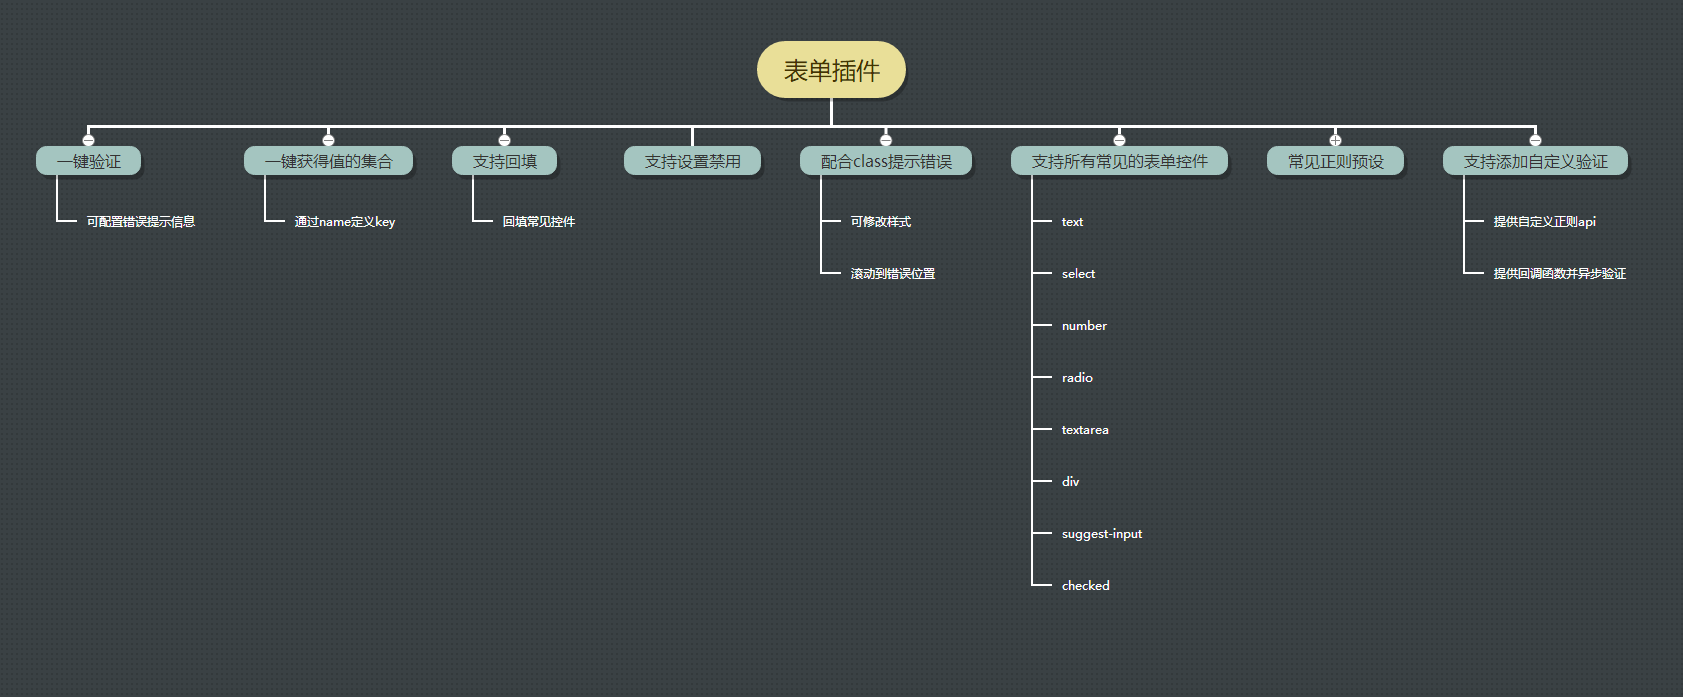 表单插件
一键验证
可配置错误提示信息
一键获得值的集合
通过name定义key
支持回填
回填常见控件
支持设置禁用
配合class提示错误
可修改样式
滚动到错误位置
支持所有常见的表单控件
text
select
number
radio
textarea
div
suggest-input
checked
常见正则预设
支持添加自定义验证
提供自定义正则api
提供回调函数并异步验证